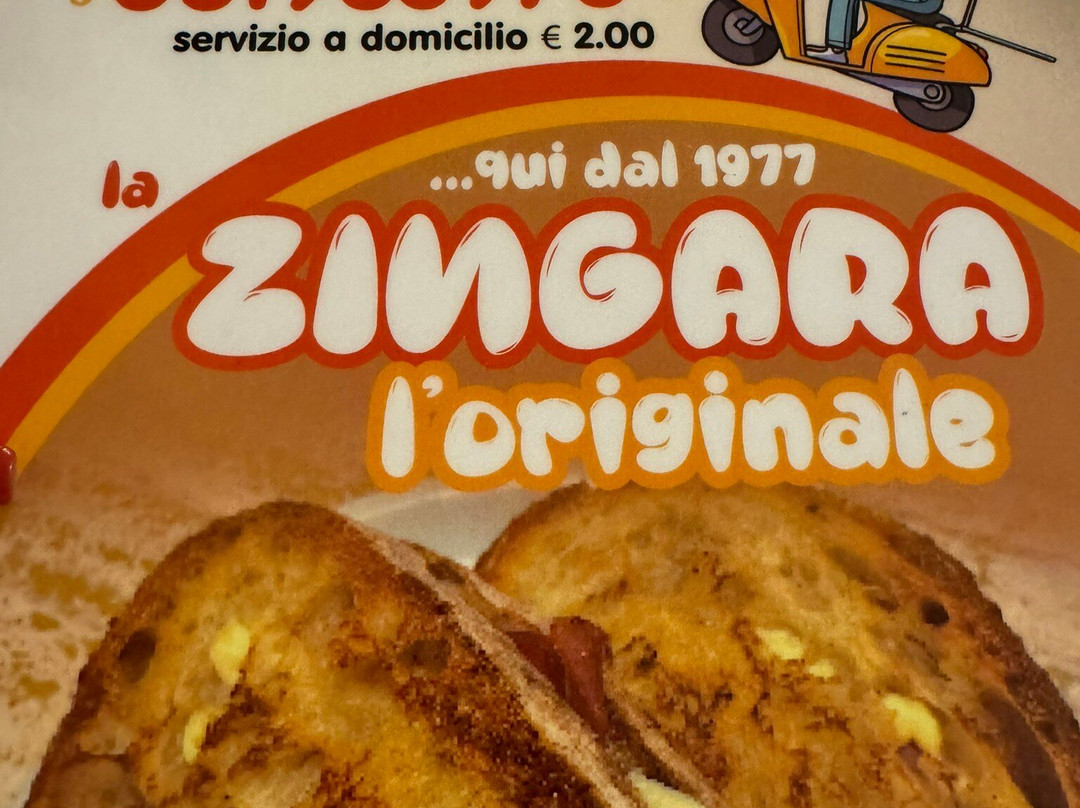 servizio a domicilio € 2.00
...qui dal 1977
la
ZINGARA
l'originale